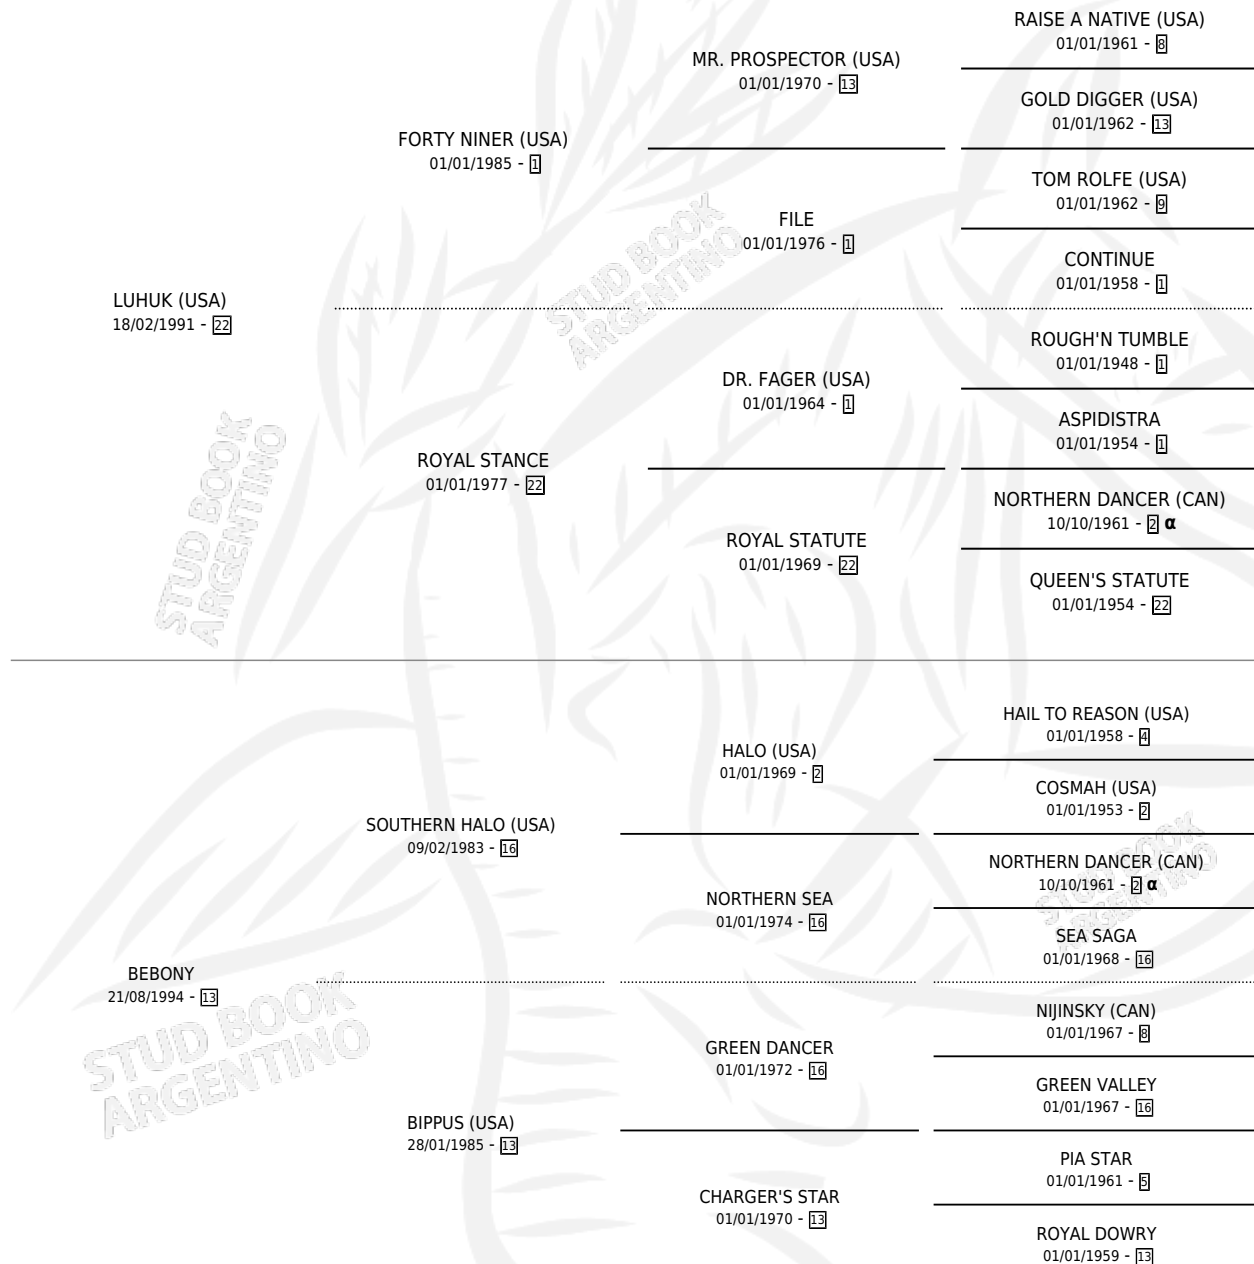 RAISE A NATIVE (USA)
01/01/1961 - 8
MR. PROSPECTOR (USA)
01/01/1970 - 13
GOLD DIGGER (USA)
01/01/1962 - 13
FORTY NINER (USA)
01/01/1985 - 1
TOM ROLFE (USA)
01/01/1962 - 9
FILE
01/01/1976 - 1
CONTINUE
01/01/1958 - 1
LUHUK (USA)
18/02/1991 - 22
ROUGH'N TUMBLE
01/01/1948 - 1
DR. FAGER (USA)
01/01/1964 - 1
ASPIDISTRA
01/01/1954 - 1
ROYAL STANCE
01/01/1977 - 22
NORTHERN DANCER (CAN)
10/10/1961 - 2 α
ROYAL STATUTE
01/01/1969 - 22
QUEEN'S STATUTE
01/01/1954 - 22
HAIL TO REASON (USA)
01/01/1958 - 4
HALO (USA)
01/01/1969 - 2
COSMAH (USA)
01/01/1953 - 2
SOUTHERN HALO (USA)
09/02/1983 - 16
NORTHERN DANCER (CAN)
10/10/1961 - 2 α
NORTHERN SEA
01/01/1974 - 16
SEA SAGA
01/01/1968 - 16
BEBONY
21/08/1994 - 13
NIJINSKY (CAN)
01/01/1967 - 8
GREEN DANCER
01/01/1972 - 16
GREEN VALLEY
01/01/1967 - 16
BIPPUS (USA)
28/01/1985 - 13
PIA STAR
01/01/1961 - 5
CHARGER'S STAR
01/01/1970 - 13
ROYAL DOWRY
01/01/1959 - 13
STUD BOOK
ARGENTINO
STUD BOOK
ARGENTINO
STUD BOOK
ARGENTINO
STUD BOOK
ARGENTINO